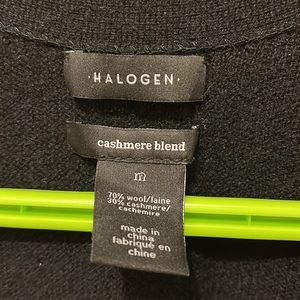 ·HALOGEN·
cashmere blend
m
70% wool/laine
30% cashmere/
cachemire
made in
china
fabriqué en
chine